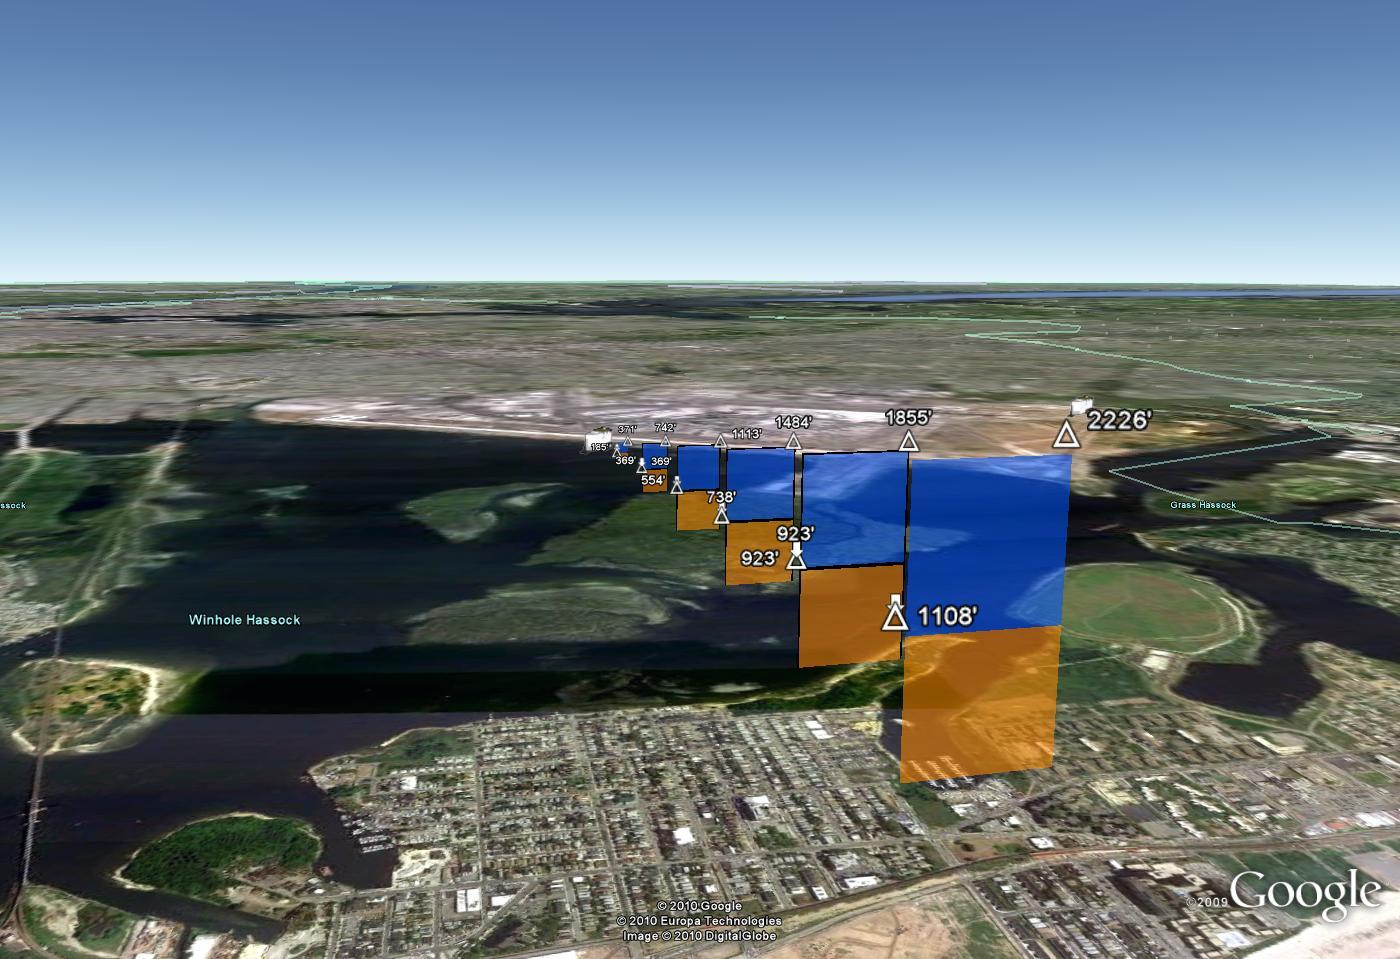 371'
742'
1113'
1484'
1855'
2226'
185'
369'
369'
554'
738'
923'
923'
1108'
ssock
Grass Hassock
Winhole Hassock
©2009 Google
© 2010 Google
© 2010 Europa Technologies
Image © 2010 DigitalGlobe